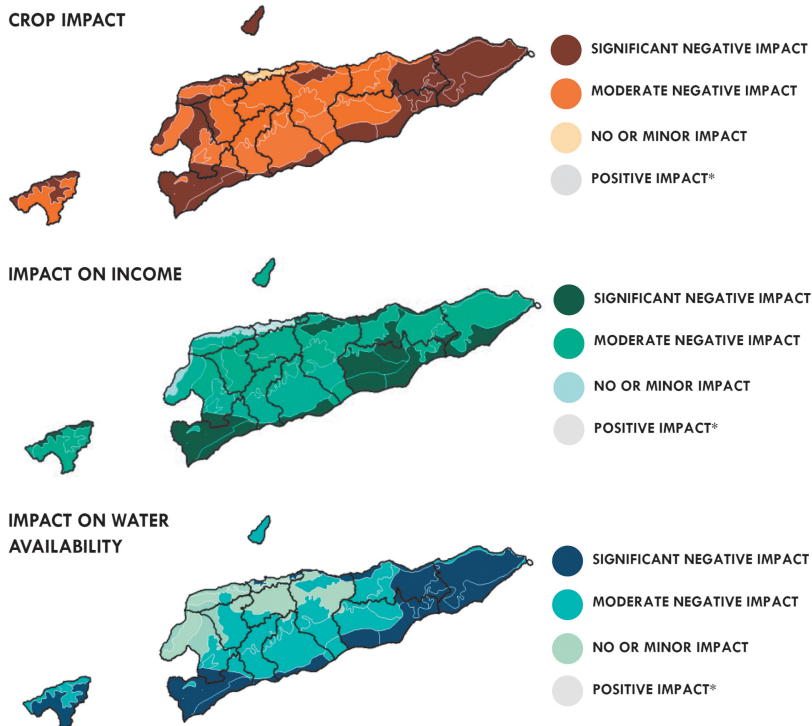 CROP IMPACT
SIGNIFICANT NEGATIVE IMPACT
MODERATE NEGATIVE IMPACT
NO OR MINOR IMPACT
POSITIVE IMPACT*
IMPACT ON INCOME
SIGNIFICANT NEGATIVE IMPACT
MODERATE NEGATIVE IMPACT
NO OR MINOR IMPACT
POSITIVE IMPACT*
IMPACT ON WATER
AVAILABILITY
SIGNIFICANT NEGATIVE IMPACT
MODERATE NEGATIVE IMPACT
NO OR MINOR IMPACT
POSITIVE IMPACT*